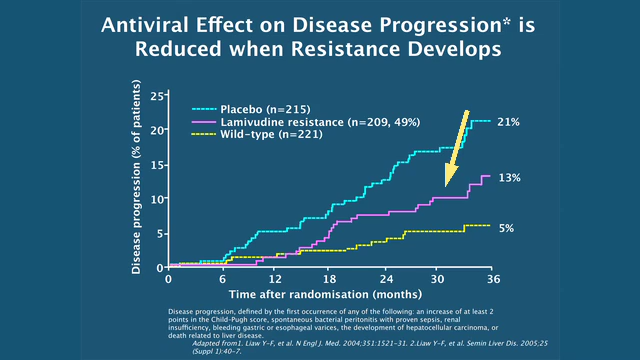 Antiviral Effect on Disease Progression* is
Reduced when Resistance Develops
Disease progression (% of patients)
25
20
15
10
5
0
Placebo (n=215)
Lamivudine resistance (n=209, 49%)
Wild-type (n=221)
21%
13%
5%
0 6 12 18 24 30 36
Time after randomisation (months)
Disease progression, defined by the first occurrence of any of the following: an increase of at least 2
points in the Child-Pugh score, spontaneous bacterial peritonitis with proven sepsis, renal
insufficiency, bleeding gastric or esophageal varices, the development of hepatocellular carcinoma, or
death related to liver disease.
Adapted from1. Liaw Y-F, et al. N Engl J. Med. 2004;351:1521-31. 2.Liaw Y-F, et al. Semin Liver Dis. 2005;25
(Suppl 1):40-7.